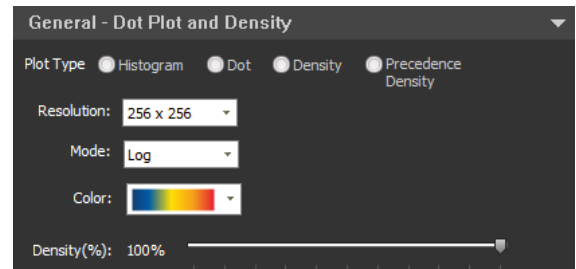 General - Dot Plot and Density
Plot Type Histogram Dot Density Precedence
Density
Resolution: 256 x 256
Mode: Log
Color:
Density(%): 100%